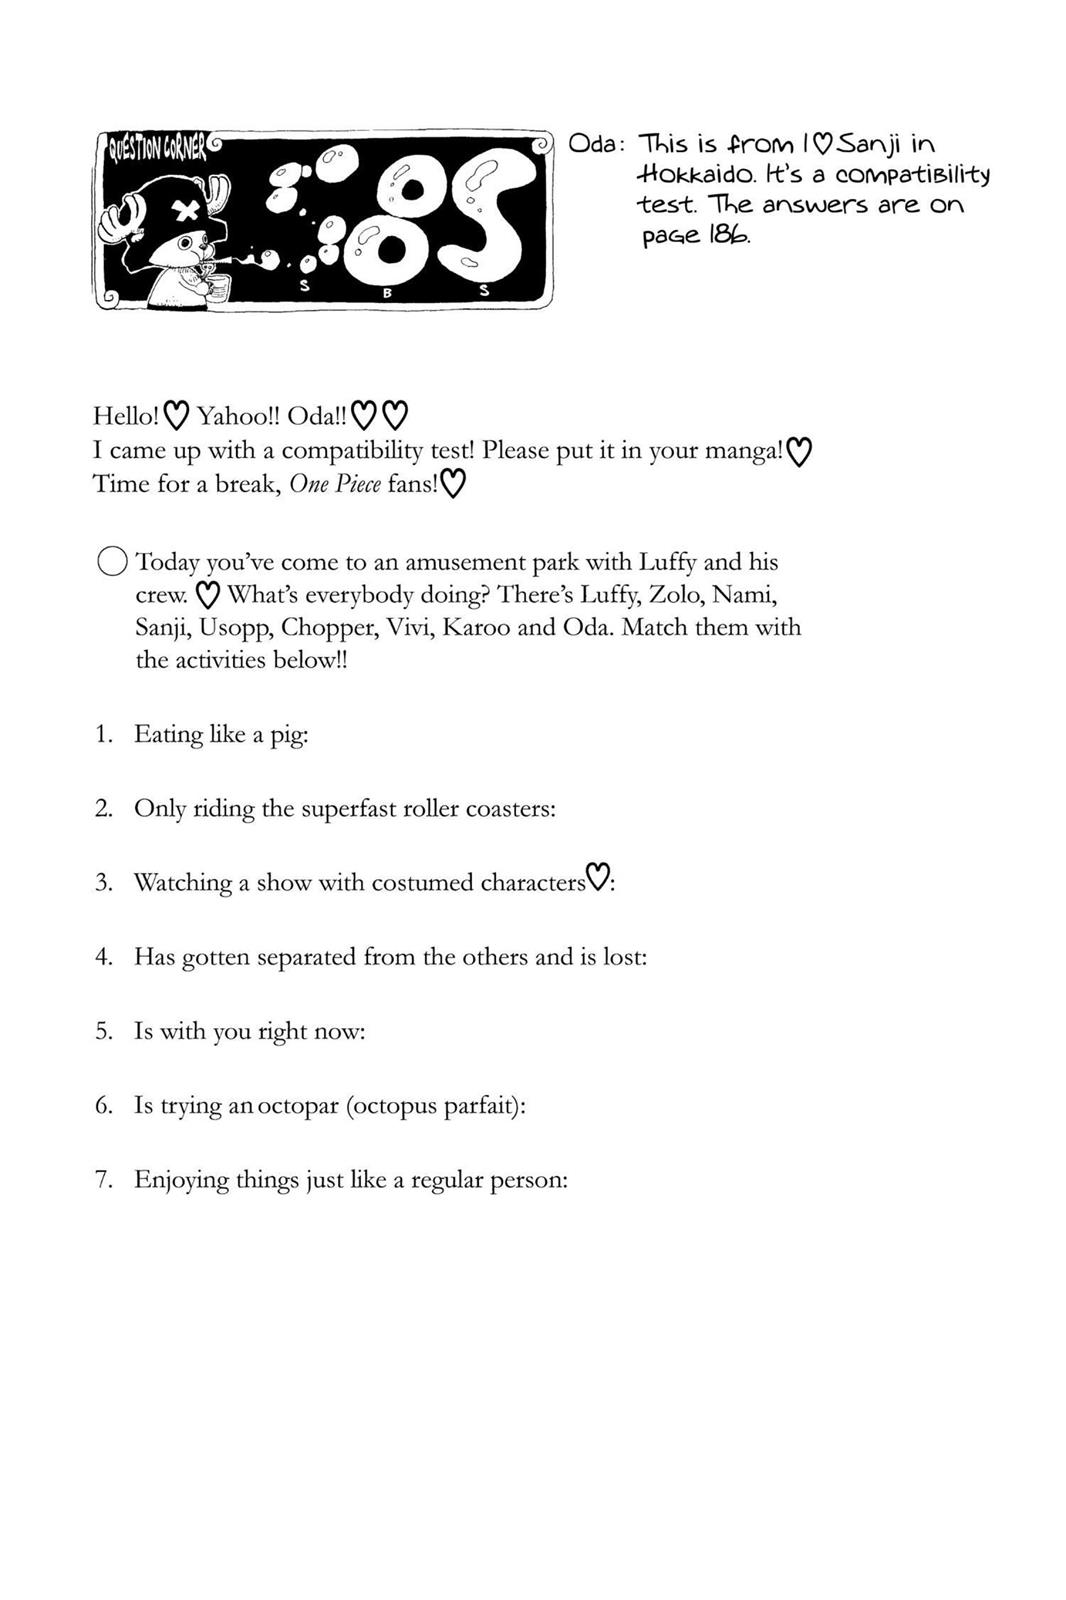 QUESTION CORNER
S B S
Oda: This is from I♡Sanji in
Hokkaido. It's a compatibility
test. The answers are on
page 186.
Hello!♡ Yahoo!! Oda!!♡♡
I came up with a compatibility test! Please put it in your manga!♡
Time for a break, One Piece fans!♡
○ Today you've come to an amusement park with Luffy and his
crew. ♡ What's everybody doing? There's Luffy, Zolo, Nami,
Sanji, Usopp, Chopper, Vivi, Karoo and Oda. Match them with
the activities below!!
1. Eating like a pig:
2. Only riding the superfast roller coasters:
3. Watching a show with costumed characters♡:
4. Has gotten separated from the others and is lost:
5. Is with you right now:
6. Is trying an octopar (octopus parfait):
7. Enjoying things just like a regular person: